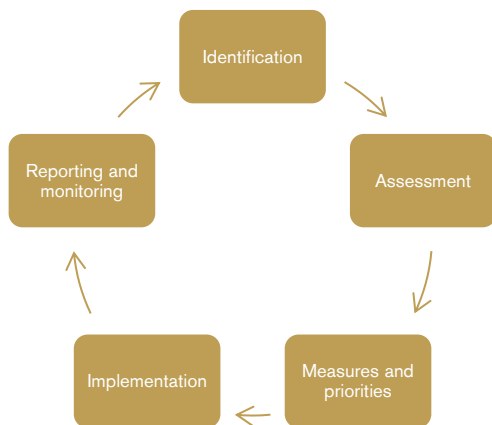 Identification
Assessment
Measures and
priorities
Implementation
Reporting and
monitoring